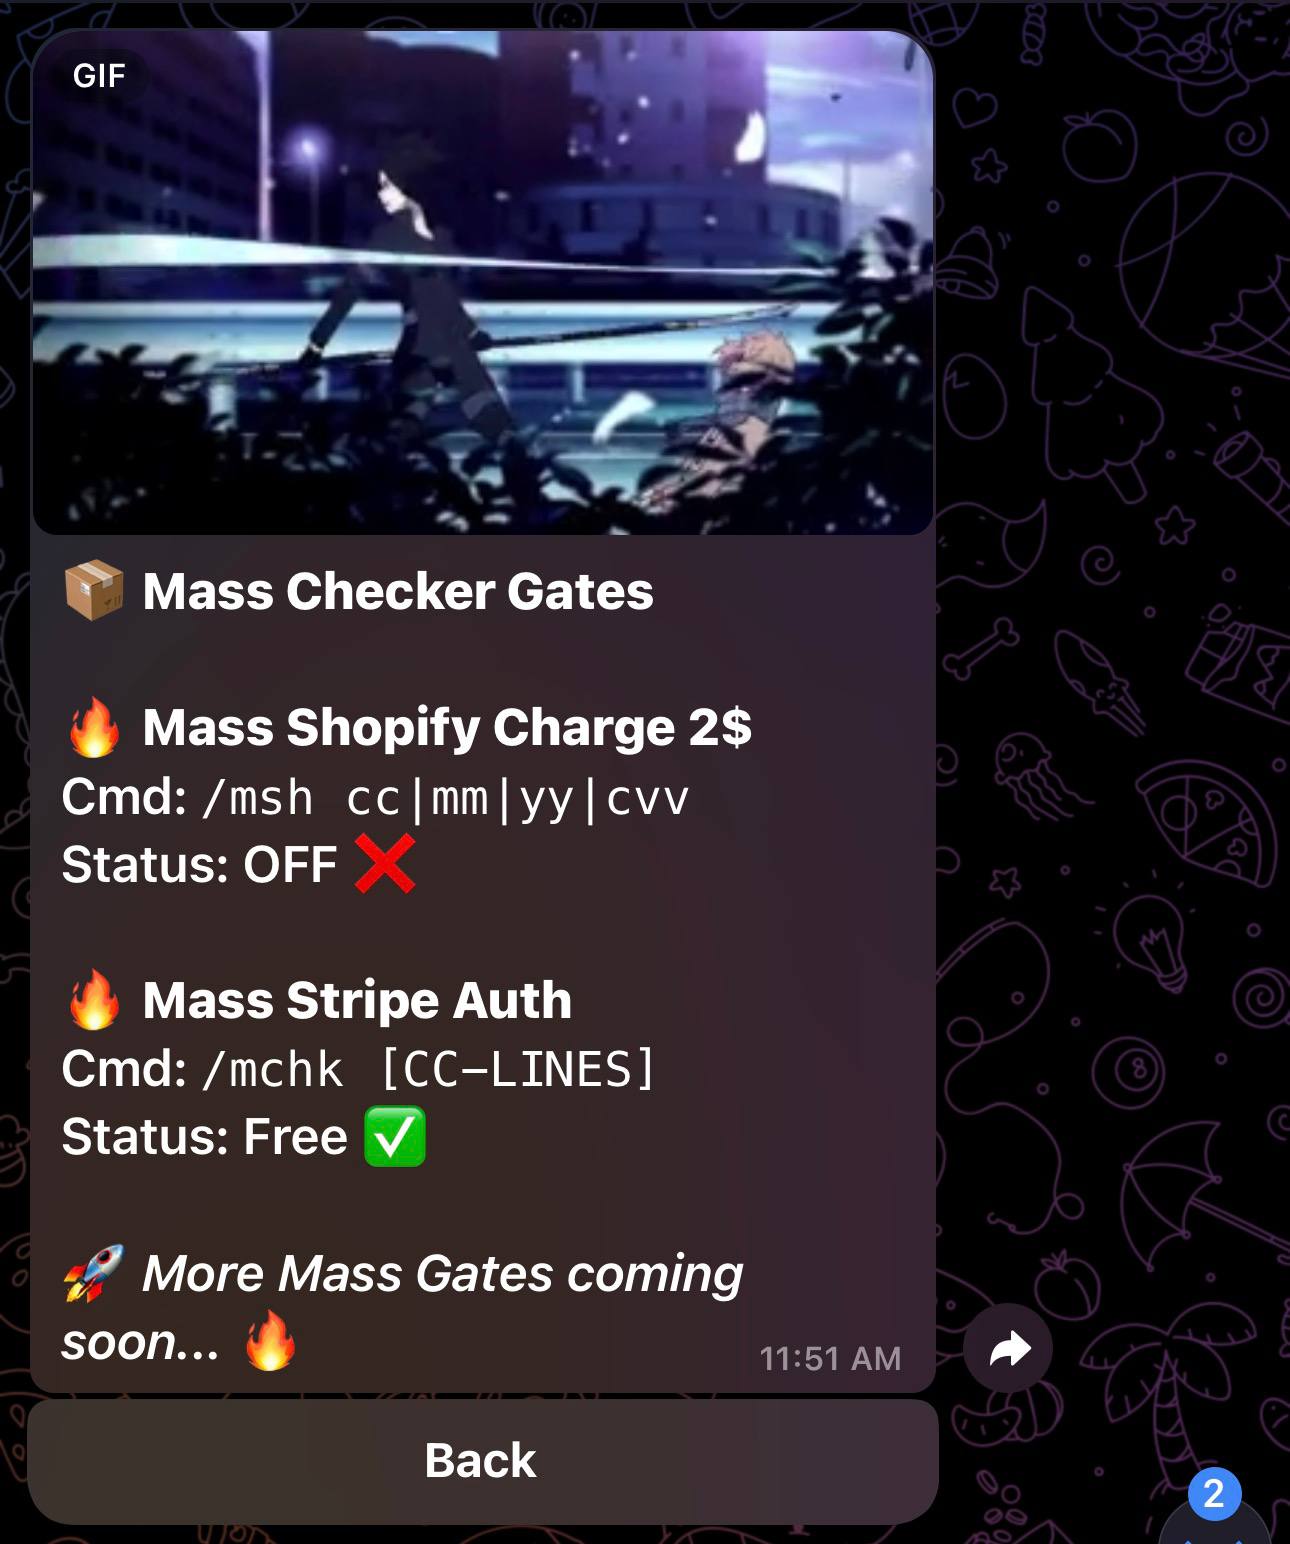 GIF
📦 Mass Checker Gates
🔥 Mass Shopify Charge 2$
Cmd: /msh cc|mm|yy|cvv
Status: OFF ❌
🔥 Mass Stripe Auth
Cmd: /mchk [CC-LINES]
Status: Free ✅
🚀 More Mass Gates coming
soon... 🔥
11:51 AM
Back
2